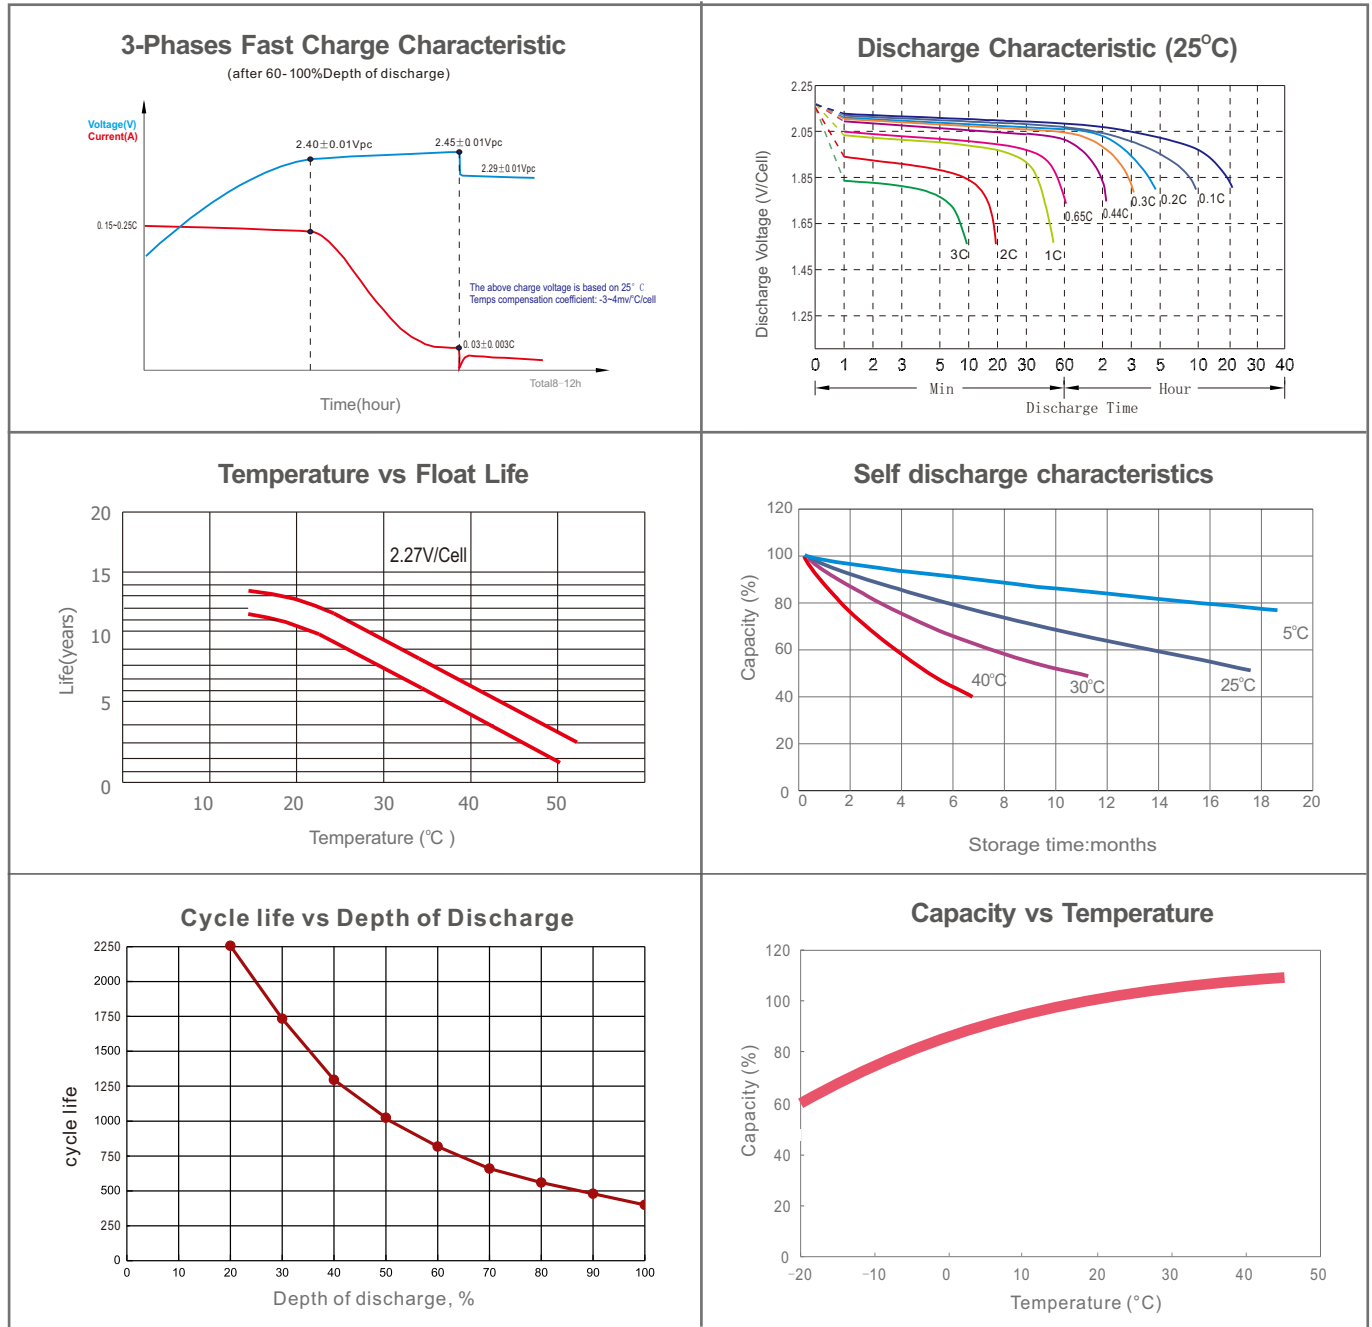 3-Phases Fast Charge Characteristic
(after 60-100%Depth of discharge)
Voltage(V)
Current(A)
2.40±0.01Vpc
2.45±0.01Vpc
2.29±0.01Vpc
0.15~0.25C
The above charge voltage is based on 25°C
Temps compensation coefficient: -3~4mv/°C/cell
0.03±0.003C
Total8-12h
Time(hour)
Discharge Characteristic (25°C)
Discharge Voltage (V/Cell)
2.25
2.05
1.85
1.65
1.45
1.25
3C
2C
1C
0.65C
0.44C
0.3C
0.2C
0.1C
0 1 2 3 5 10 20 30 60 2 3 5 10 20 30 40
Min
Hour
Discharge Time
Temperature vs Float Life
Life(years)
20
15
10
5
0
2.27V/Cell
10 20 30 40 50
Temperature (°C)
Self discharge characteristics
Capacity (%)
120
100
80
60
40
20
0
5°C
25°C
30°C
40°C
0 2 4 6 8 10 12 14 16 18 20
Storage time:months
Cycle life vs Depth of Discharge
cycle life
2250
2000
1750
1500
1250
1000
750
500
250
0
0 10 20 30 40 50 60 70 80 90 100
Depth of discharge, %
Capacity vs Temperature
Capacity (%)
120
100
80
60
40
20
0
-20 -10 0 10 20 30 40 50
Temperature (°C)